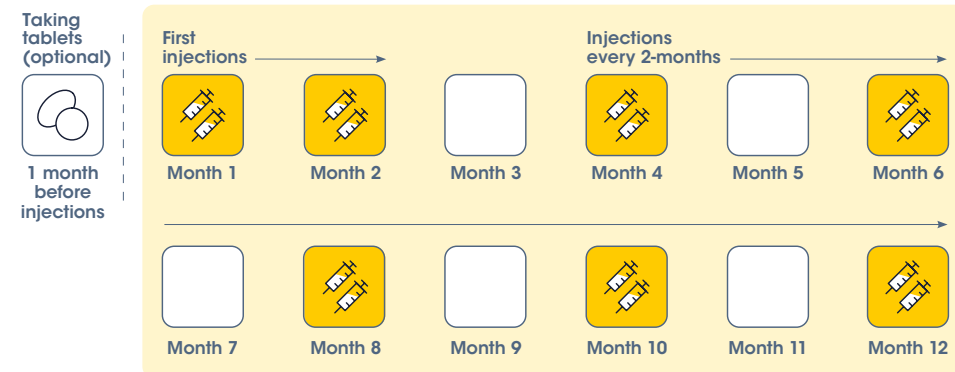 Taking
tablets
(optional)
1 month
before
injections
First
injections
Injections
every 2-months
Month 1
Month 2
Month 3
Month 4
Month 5
Month 6
Month 7
Month 8
Month 9
Month 10
Month 11
Month 12